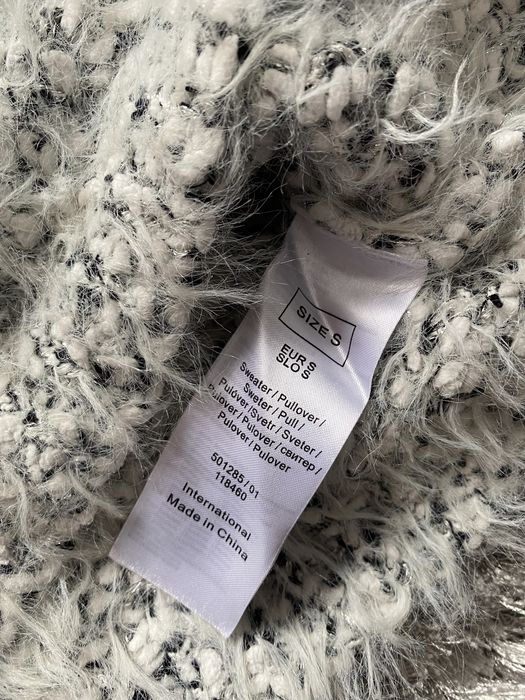 SIZE S
EUR S
SLO S
Sweater / Pullover /
Sweter / Pull /
Pulóver /Svetr / Sveter /
Pulover / Pulover / свитер /
Pulover / Pulover
501285 / 01
118460
International
Made in China